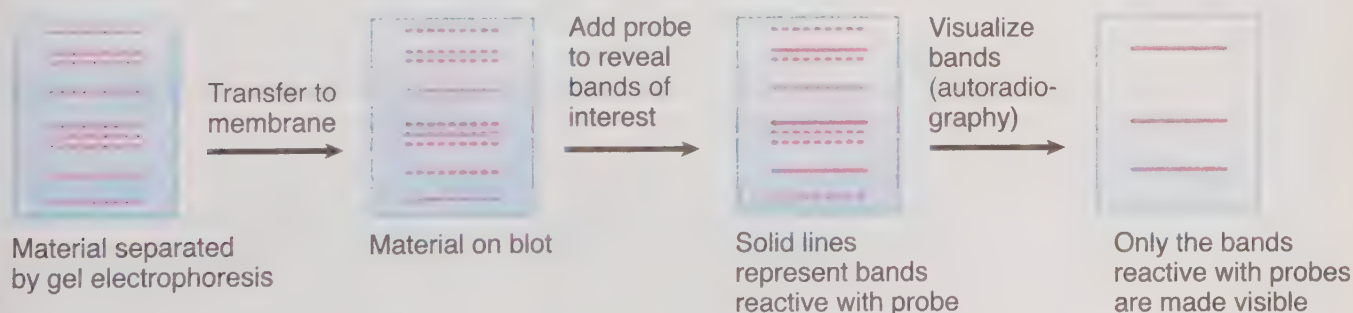 Transfer to
membrane
Add probe
to reveal
bands of
interest
Visualize
bands
(autoradio-
graphy)
Material separated
by gel electrophoresis
Material on blot
Solid lines
represent bands
reactive with probe
Only the bands
reactive with probes
are made visible